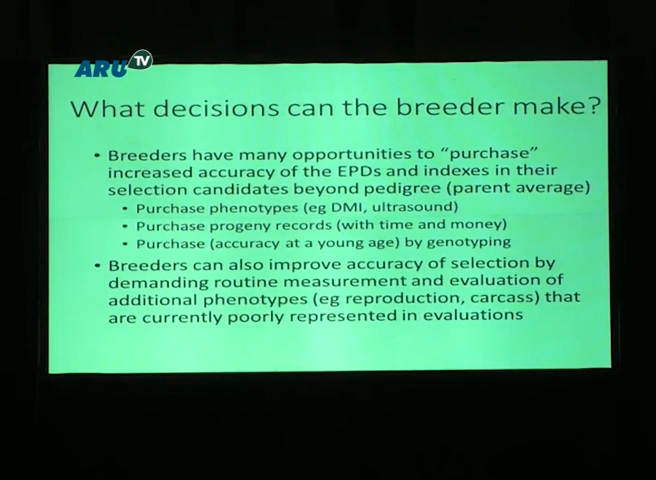 ARU TV
What decisions can the breeder make?
• Breeders have many opportunities to “purchase”
increased accuracy of the EPDs and indexes in their
selection candidates beyond pedigree (parent average)
• Purchase phenotypes (eg DMI, ultrasound)
• Purchase progeny records (with time and money)
• Purchase (accuracy at a young age) by genotyping
• Breeders can also improve accuracy of selection by
demanding routine measurement and evaluation of
additional phenotypes (eg reproduction, carcass) that
are currently poorly represented in evaluations